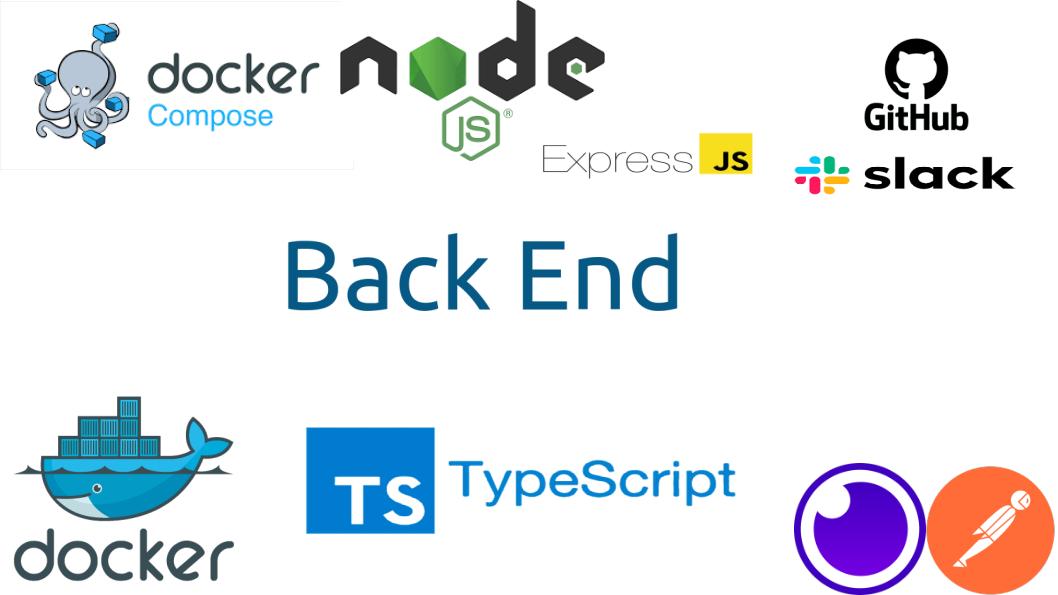 docker
Compose
node
JS®
Express JS
GitHub
slack
Back End
docker
TS TypeScript